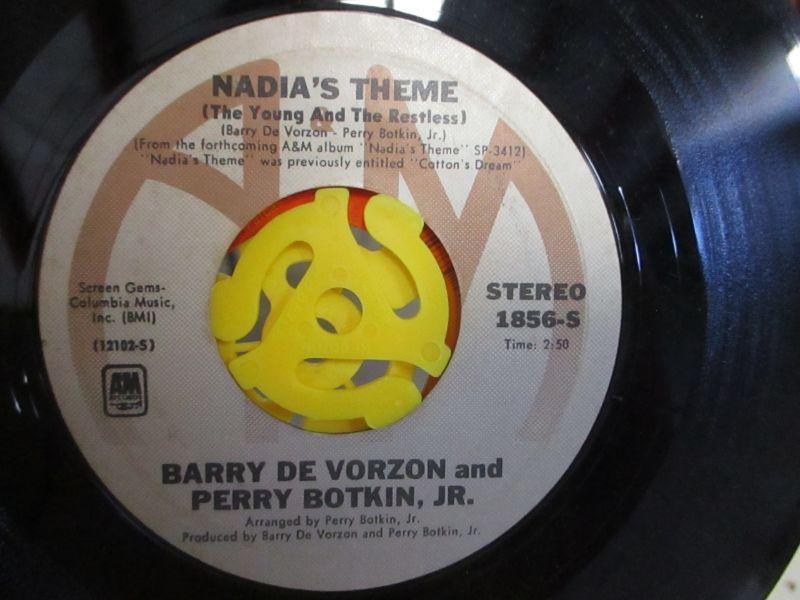 NADIA'S THEME
(The Young And The Restless)
(Barry De Vorzon - Perry Botkin, Jr.)
(From the forthcoming A&M album "Nadia's Theme" SP-3412)
"Nadia's Theme" was previously entitled "Cotton's Dream"
Screen Gems-
Columbia Music,
Inc. (BMI)
(12102-S)
STEREO
1856-S
Time: 2:50
A&M
RECORDS
BARRY DE VORZON and
PERRY BOTKIN, JR.
Arranged by Perry Botkin, Jr.
Produced by Barry De Vorzon and Perry Botkin, Jr.